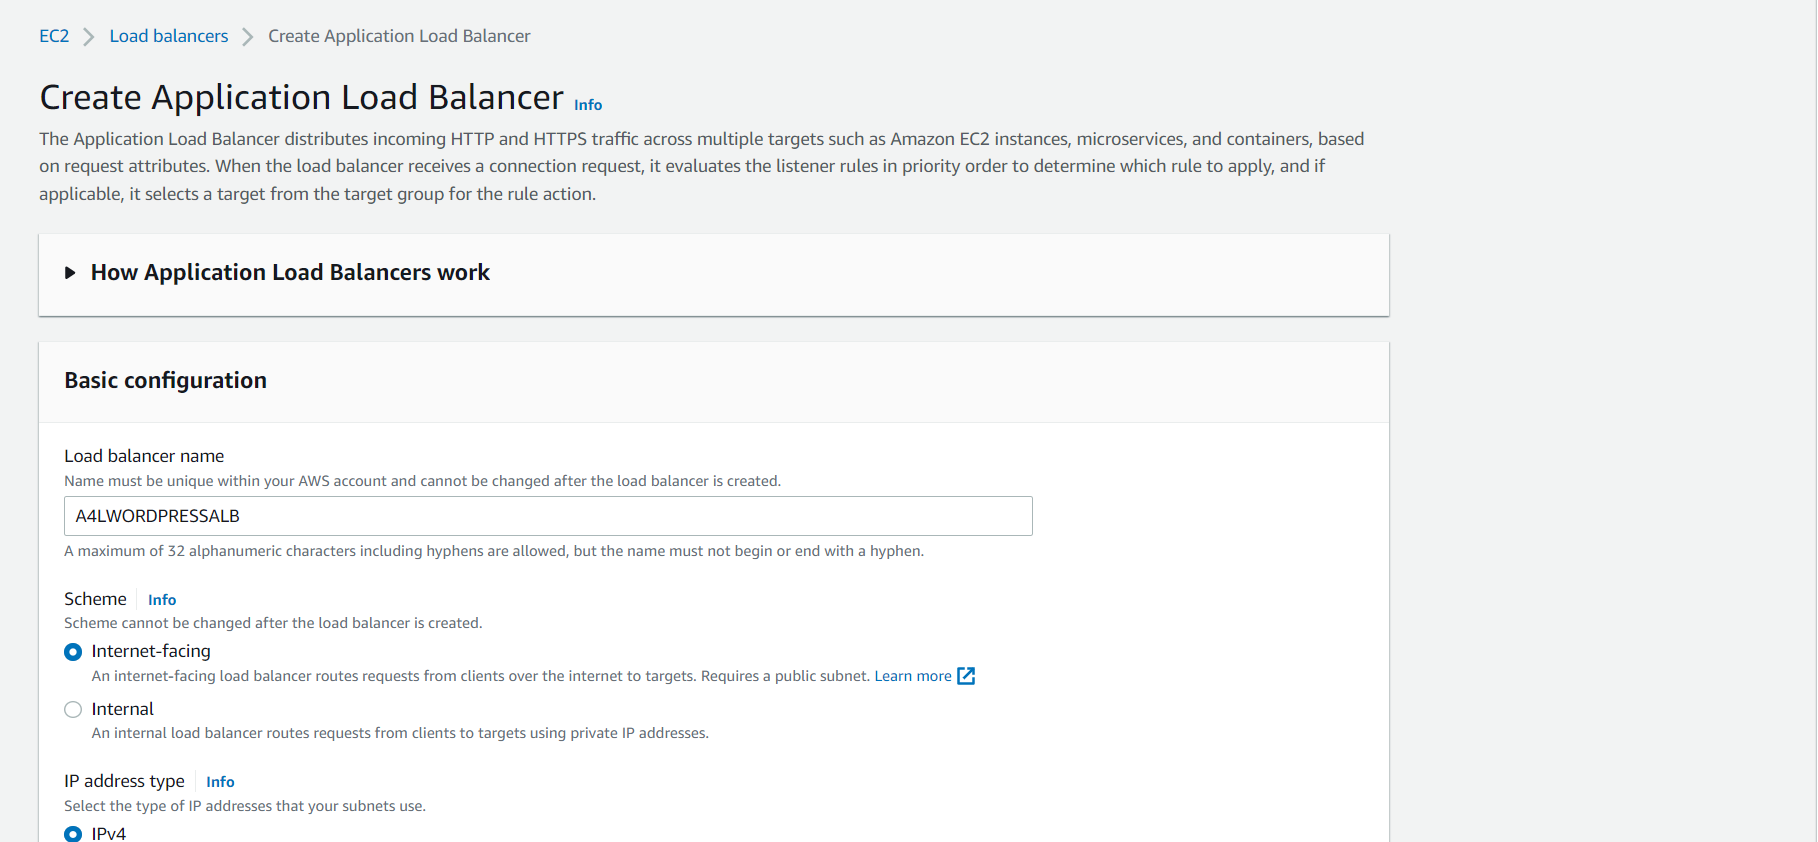 EC2 Load balancers Create Application Load Balancer
Create Application Load Balancer Info
The Application Load Balancer distributes incoming HTTP and HTTPS traffic across multiple targets such as Amazon EC2 instances, microservices, and containers, based
on request attributes. When the load balancer receives a connection request, it evaluates the listener rules in priority order to determine which rule to apply, and if
applicable, it selects a target from the target group for the rule action.
How Application Load Balancers work
Basic configuration
Load balancer name
Name must be unique within your AWS account and cannot be changed after the load balancer is created.
A4LWORDPRESSALB
A maximum of 32 alphanumeric characters including hyphens are allowed, but the name must not begin or end with a hyphen.
Scheme Info
Scheme cannot be changed after the load balancer is created.
Internet-facing
An internet-facing load balancer routes requests from clients over the internet to targets. Requires a public subnet. Learn more
Internal
An internal load balancer routes requests from clients to targets using private IP addresses.
IP address type Info
Select the type of IP addresses that your subnets use.
IPv4